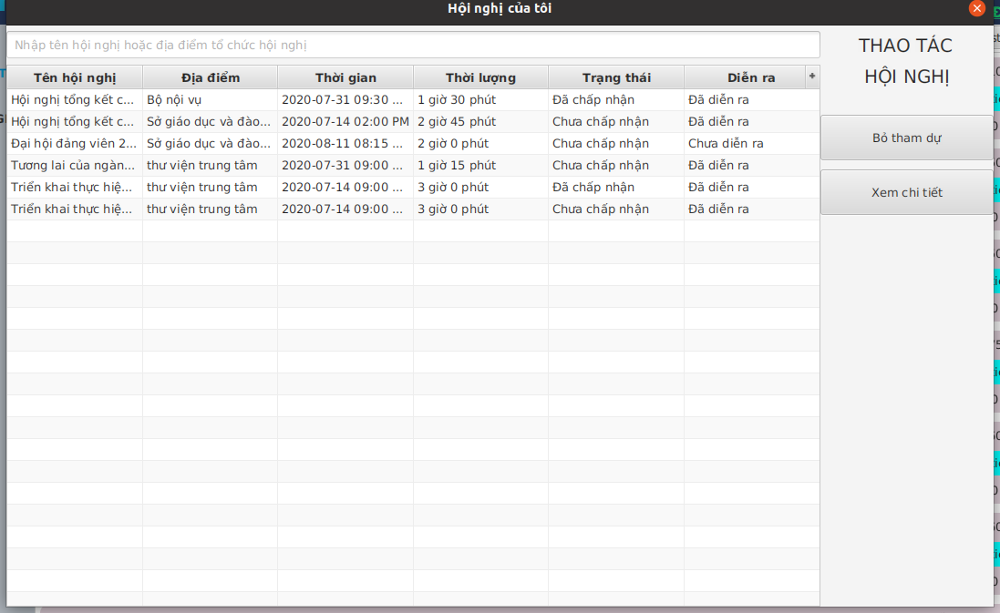 Hội nghị của tôi
Nhập tên hội nghị hoặc địa điểm tổ chức hội nghị
THAO TÁC
HỘI NGHỊ
Tên hội nghị Địa điểm Thời gian Thời lượng Trạng thái Diễn ra +
Hội nghị tổng kết c... Bộ nội vụ 2020-07-31 09:30 ... 1 giờ 30 phút Đã chấp nhận Đã diễn ra
Hội nghị tổng kết c... Sở giáo dục và đào... 2020-07-14 02:00 PM 2 giờ 45 phút Chưa chấp nhận Đã diễn ra
Đại hội đảng viên 2... Sở giáo dục và đào... 2020-08-11 08:15 ... 2 giờ 0 phút Chưa chấp nhận Chưa diễn ra
Tương lai của ngàn... thư viện trung tâm 2020-07-31 09:00 ... 1 giờ 15 phút Chưa chấp nhận Đã diễn ra
Triển khai thực hiệ... thư viện trung tâm 2020-07-14 09:00 ... 3 giờ 0 phút Đã chấp nhận Đã diễn ra
Triển khai thực hiệ... thư viện trung tâm 2020-07-14 09:00 ... 3 giờ 0 phút Chưa chấp nhận Đã diễn ra
Bỏ tham dự
Xem chi tiết